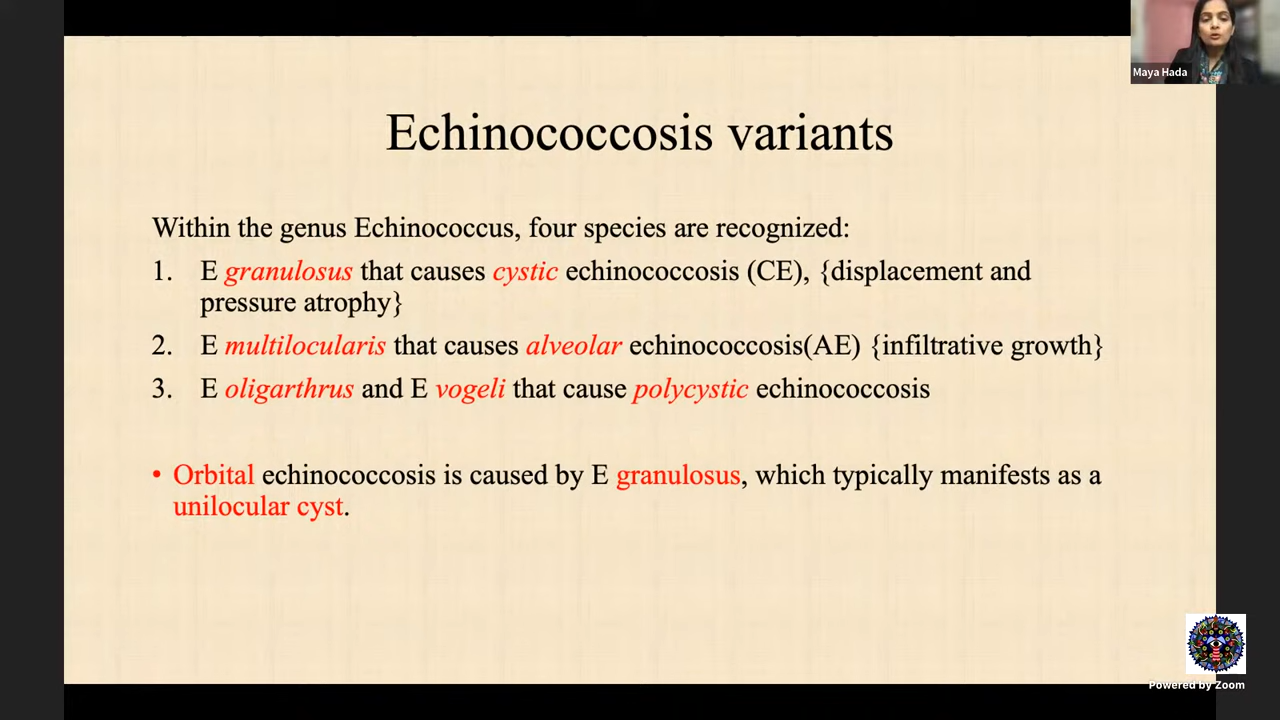 Maya Hada
Echinococcosis variants
Within the genus Echinococcus, four species are recognized:
1. E granulosus that causes cystic echinococcosis (CE), {displacement and
pressure atrophy}
2. E multilocularis that causes alveolar echinococcosis(AE) {infiltrative growth}
3. E oligarthrus and E vogeli that cause polycystic echinococcosis
• Orbital echinococcosis is caused by E granulosus, which typically manifests as a
unilocular cyst.
Powered by Zoom